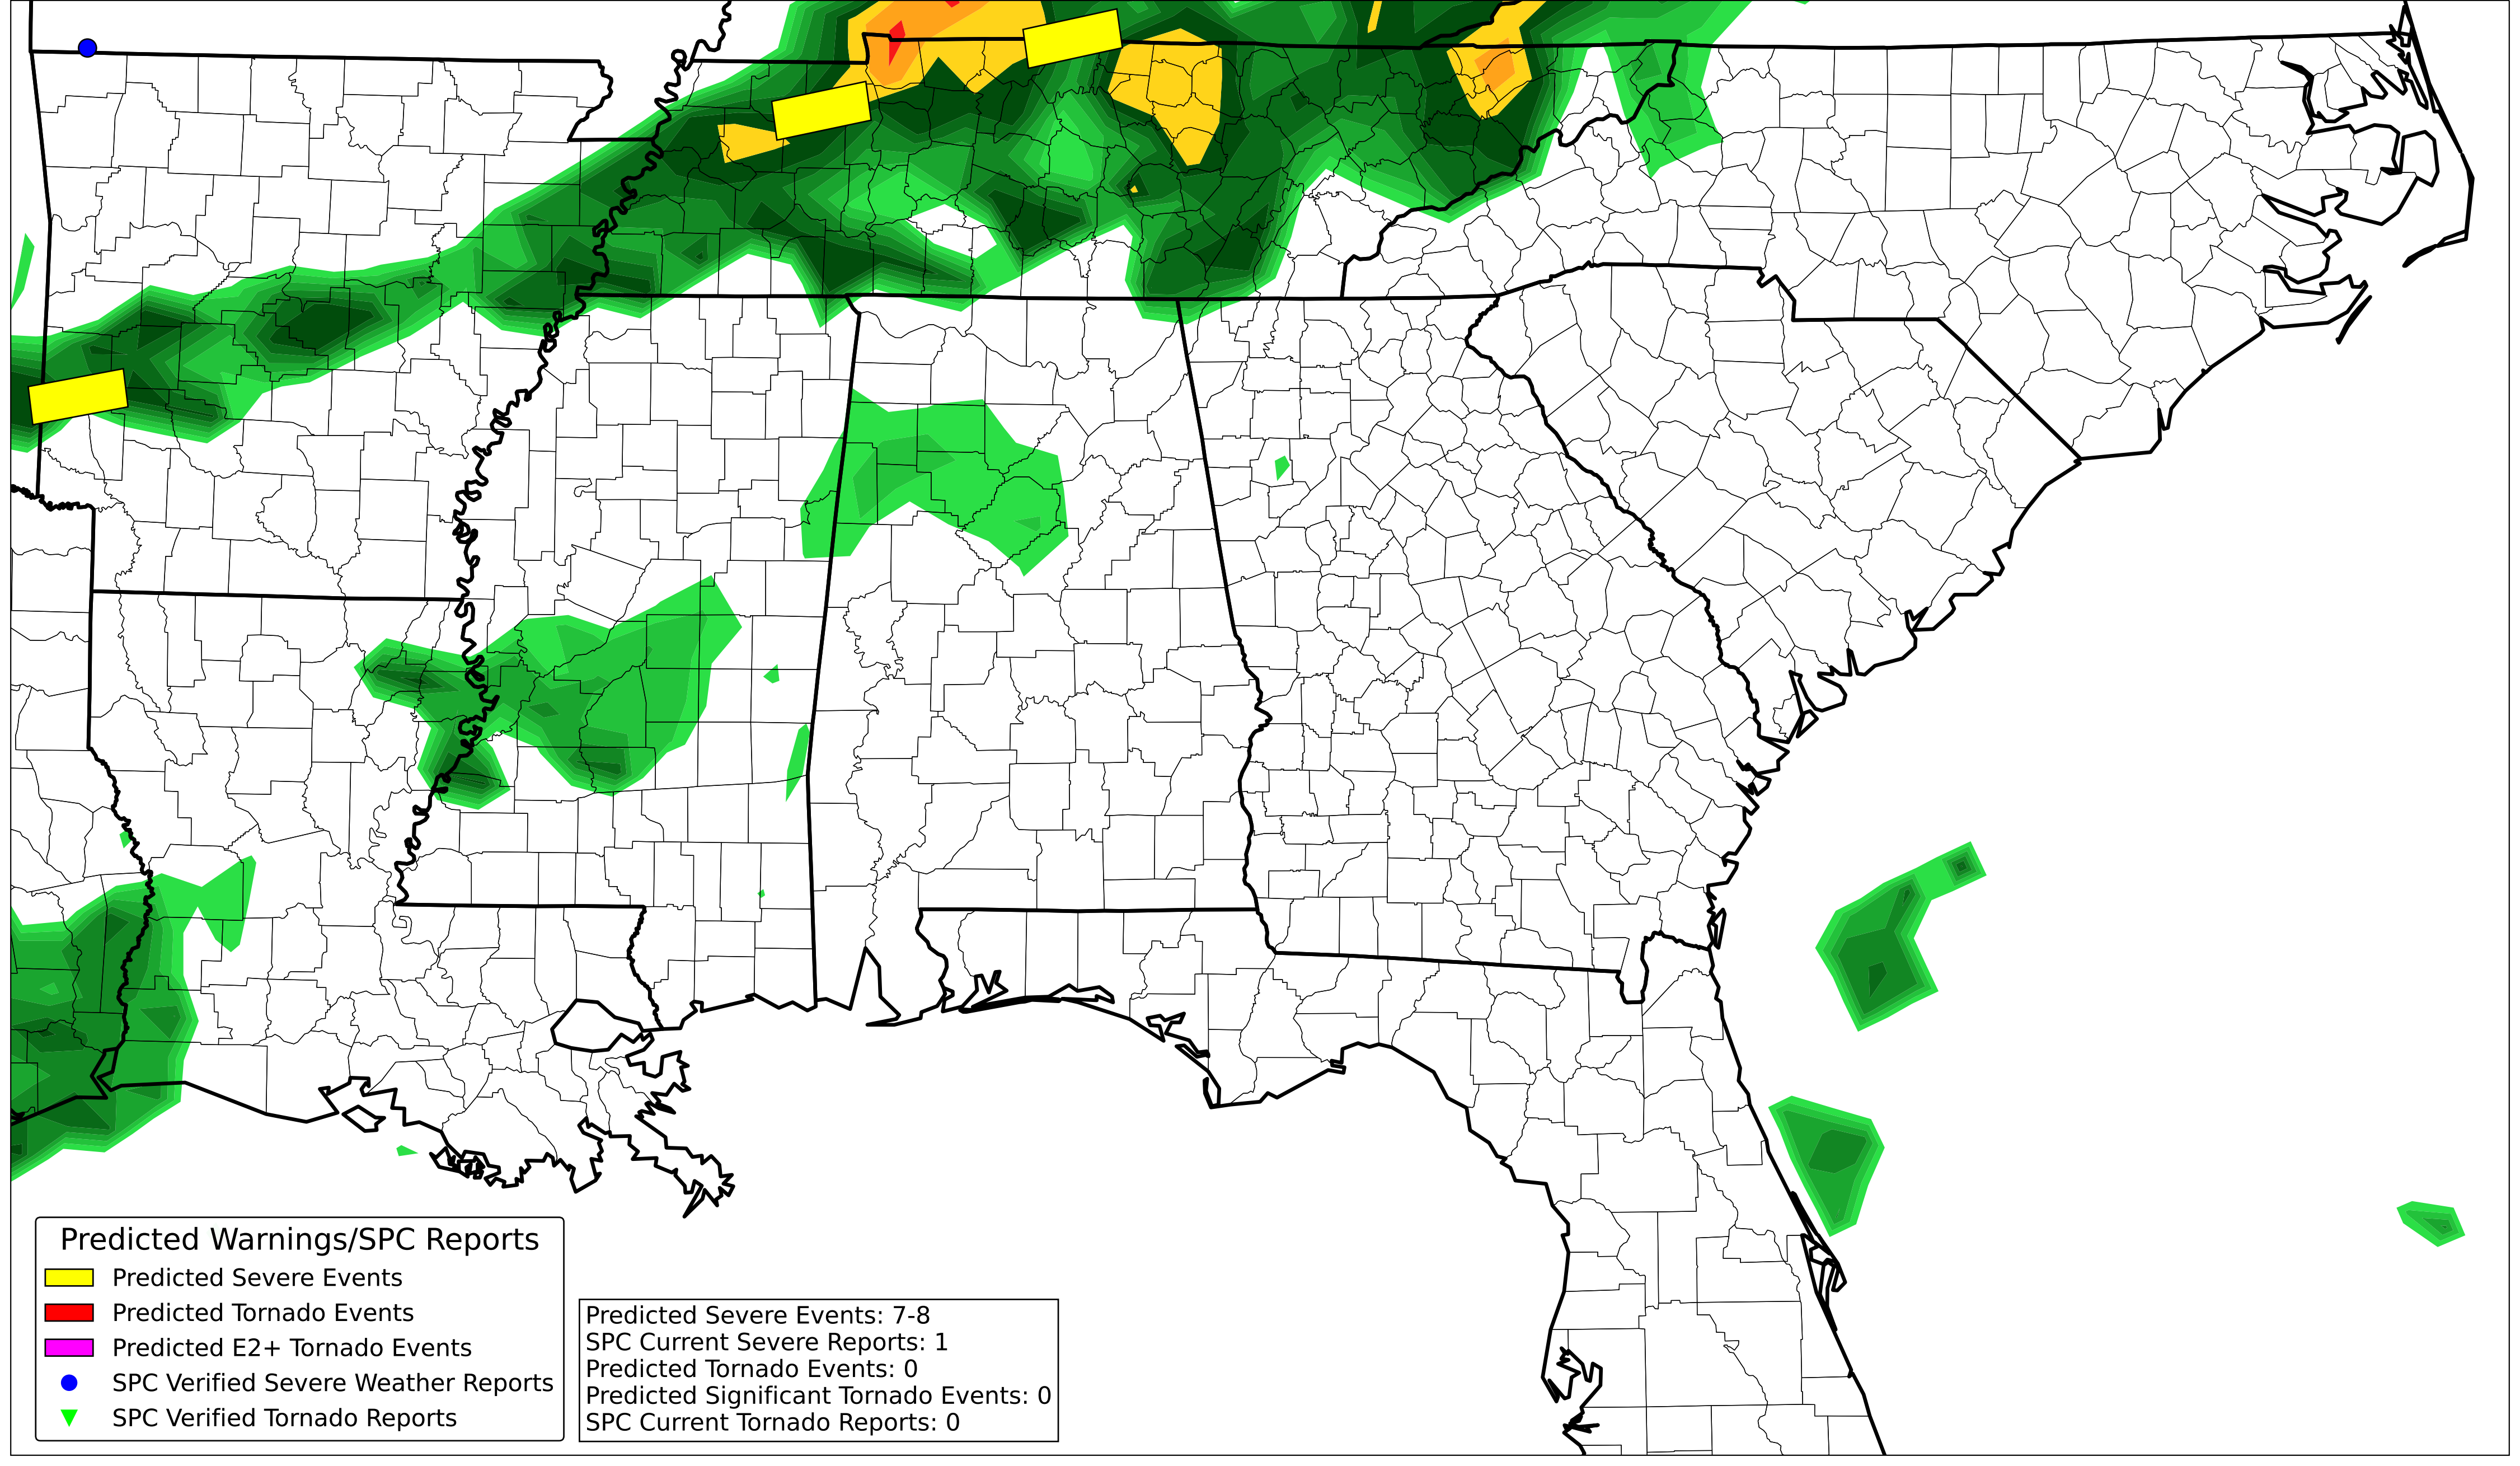 Predicted Warnings/SPC Reports
Predicted Severe Events
Predicted Tornado Events
Predicted E2+ Tornado Events
SPC Verified Severe Weather Reports
SPC Verified Tornado Reports
Predicted Severe Events: 7-8
SPC Current Severe Reports: 1
Predicted Tornado Events: 0
Predicted Significant Tornado Events: 0
SPC Current Tornado Reports: 0